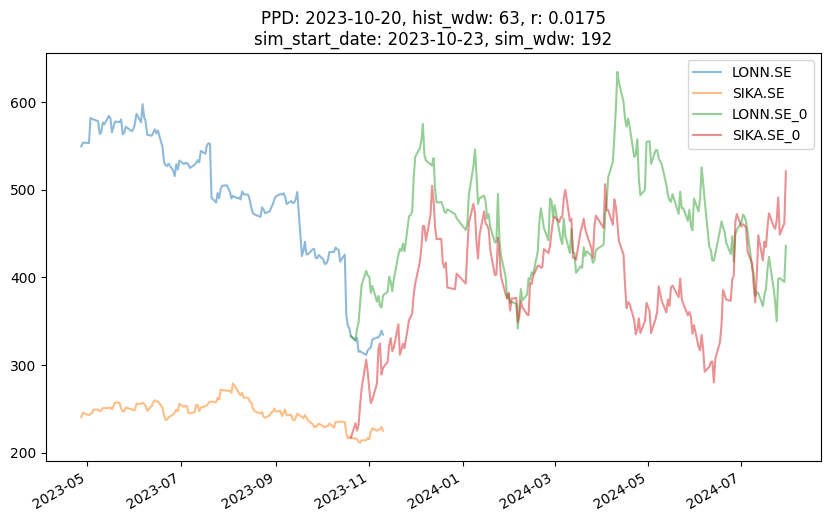 PPD: 2023-10-20, hist_wdw: 63, r: 0.0175
sim_start_date: 2023-10-23, sim_wdw: 192
LONN.SE
SIKA.SE
LONN.SE_0
SIKA.SE_0
600
500
400
300
200
2023-05
2023-07
2023-09
2023-11
2024-01
2024-03
2024-05
2024-07